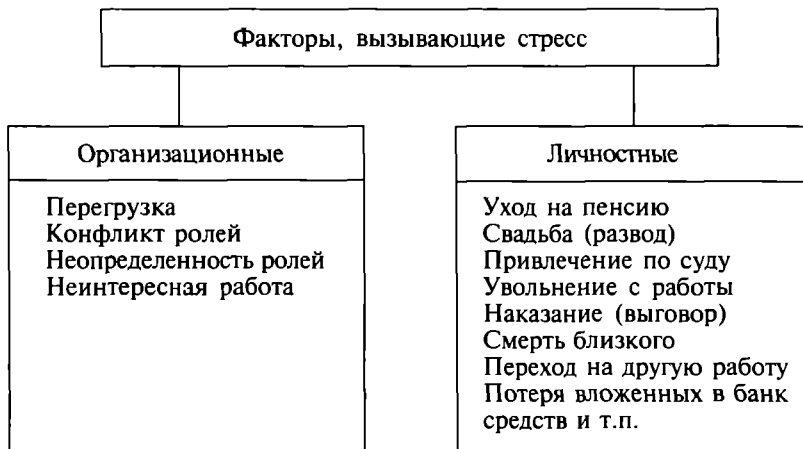 Факторы, вызывающие стресс
Организационные
Перегрузка
Конфликт ролей
Неопределенность ролей
Неинтересная работа
Личностные
Уход на пенсию
Свадьба (развод)
Привлечение по суду
Увольнение с работы
Наказание (выговор)
Смерть близкого
Переход на другую работу
Потеря вложенных в банк
средств и т.п.